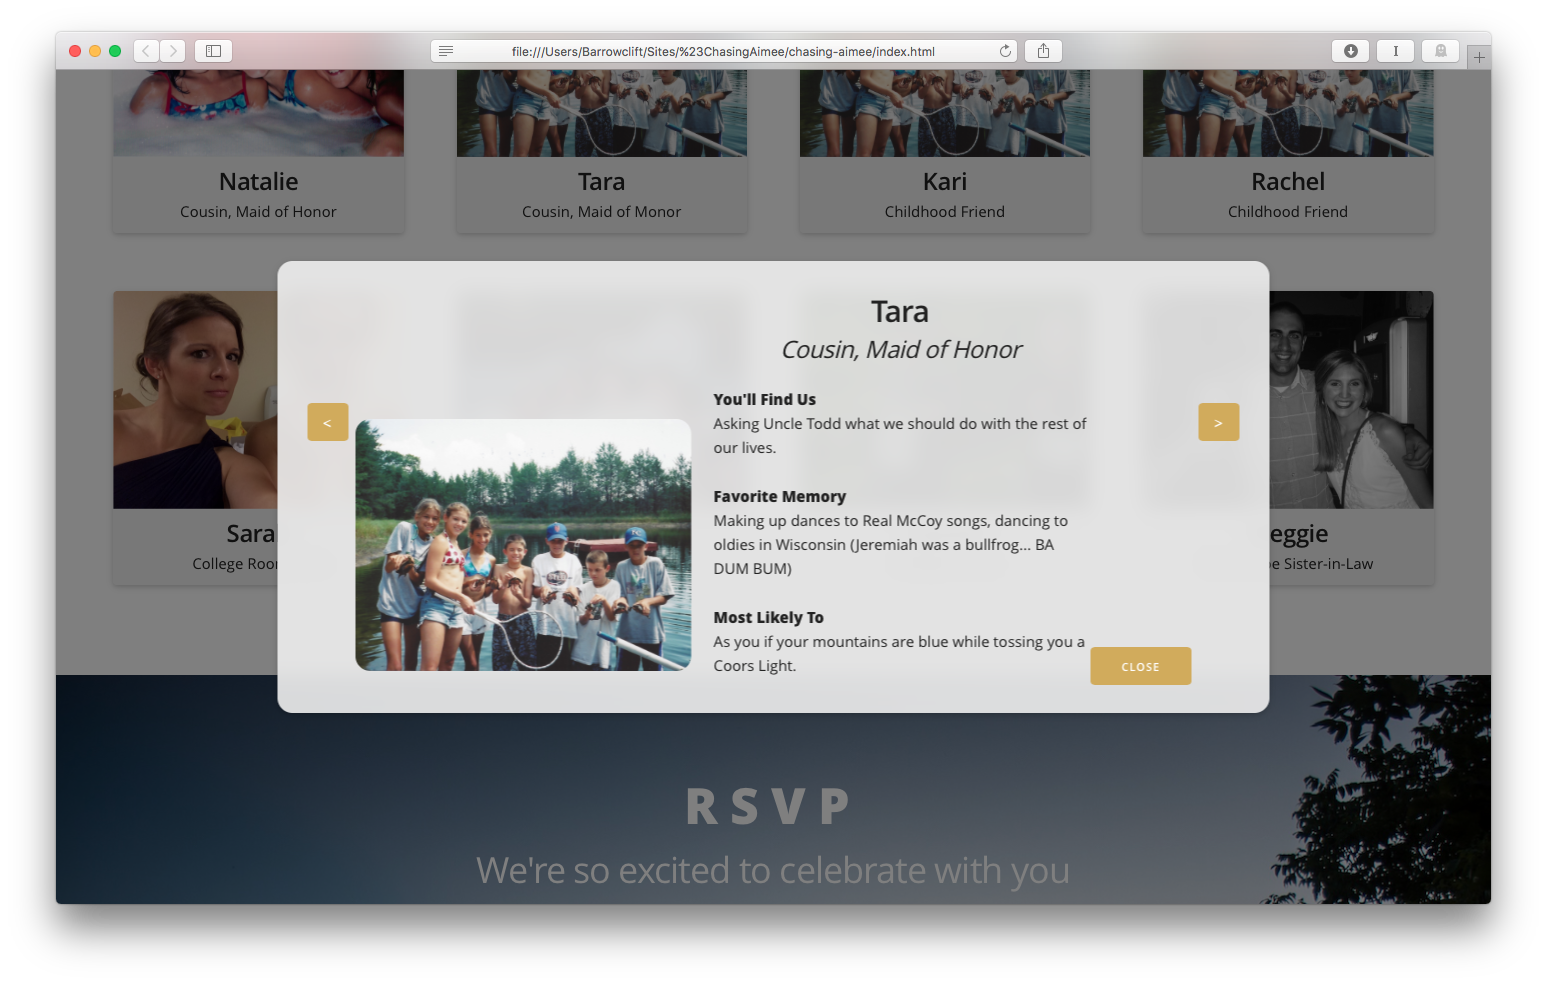 file:///Users/Barrowclift/Sites/%23ChasingAimee/chasing-aimee/index.html
Natalie
Cousin, Maid of Honor
Tara
Cousin, Maid of Monor
Kari
Childhood Friend
Rachel
Childhood Friend
Tara
Cousin, Maid of Honor
You'll Find Us
Asking Uncle Todd what we should do with the rest of
our lives.
Favorite Memory
Making up dances to Real McCoy songs, dancing to
oldies in Wisconsin (Jeremiah was a bullfrog... BA
DUM BUM)
Most Likely To
As you if your mountains are blue while tossing you a
Coors Light.
<
>
CLOSE
Sara
College Roo
eggie
e Sister-in-Law
RSVP
We're so excited to celebrate with you